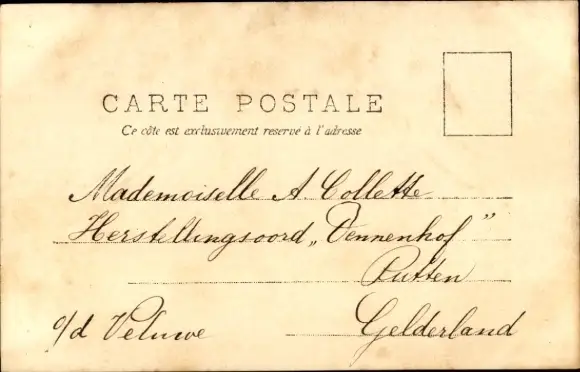 CARTE POSTALE
Ce côté est exclusivement reservé à l'adresse
Mademoiselle A. Collette
Herstellingsoord „Dennenhof"
Putten
o/d Veluwe Gelderland